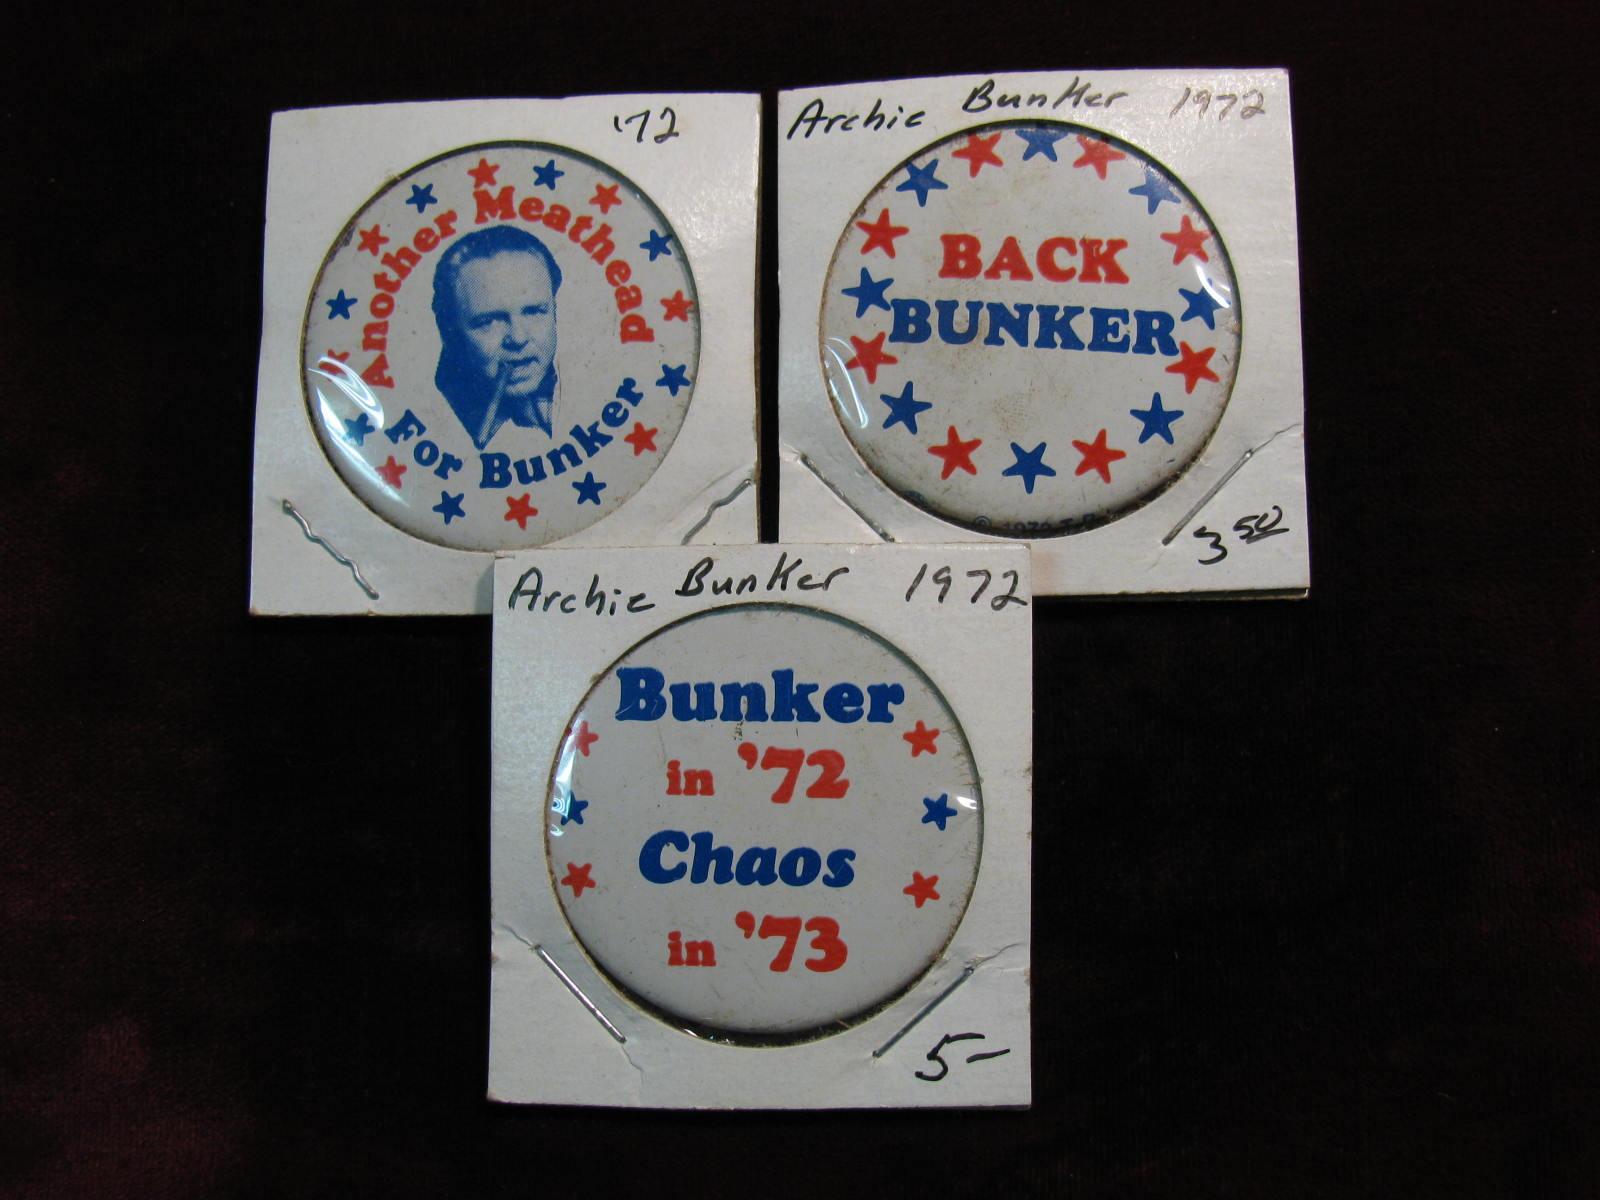 '72
Another Meathead
For Bunker
Archie Bunker 1972
BACK
BUNKER
© 1972
3 50
Archie Bunker 1972
Bunker
in '72
Chaos
in '73
5-